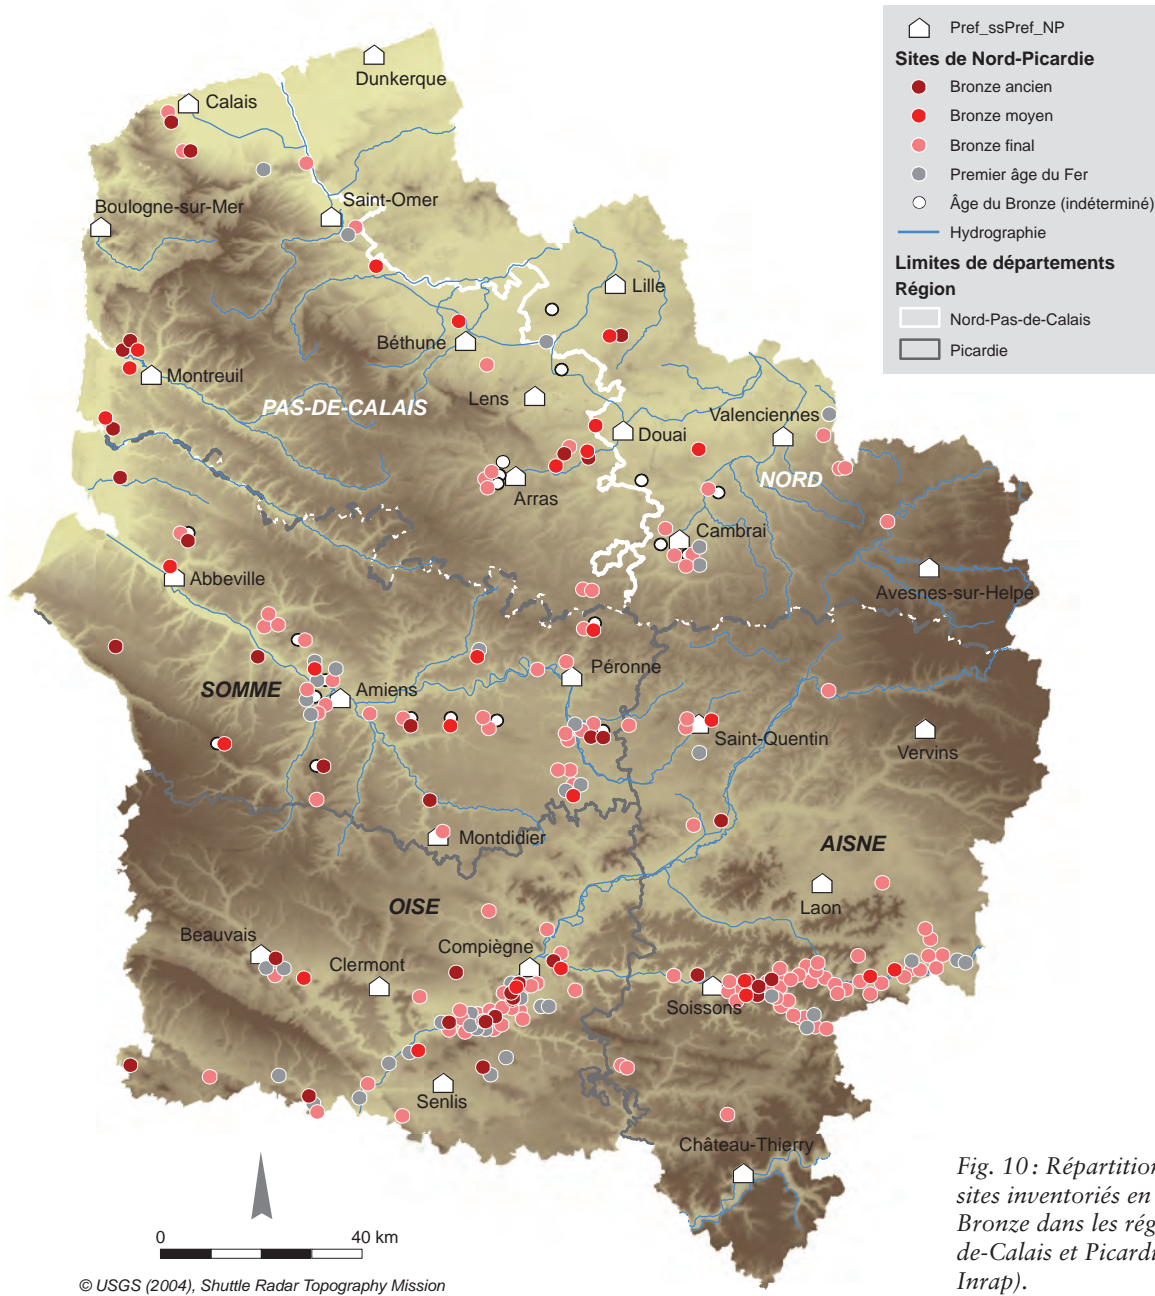 Pref_ssPref_NP
Sites de Nord-Picardie
Bronze ancien
Bronze moyen
Bronze final
Premier âge du Fer
Âge du Bronze (indéterminé)
Hydrographie
Limites de départements
Région
Nord-Pas-de-Calais
Picardie
Dunkerque
Calais
Saint-Omer
Boulogne-sur-Mer
Lille
Béthune
Montreuil
Lens
PAS-DE-CALAIS
Valenciennes
Douai
NORD
Arras
Cambrai
Abbeville
Avesnes-sur-Helpe
Péronne
SOMME
Amiens
Saint-Quentin
Vervins
Montdidier
AISNE
Laon
OISE
Beauvais
Compiègne
Clermont
Soissons
Senlis
Château-Thierry
0 40 km
© USGS (2004), Shuttle Radar Topography Mission
Fig. 10 : Répartition
sites inventoriés en
Bronze dans les rég
de-Calais et Picardi
Inrap).